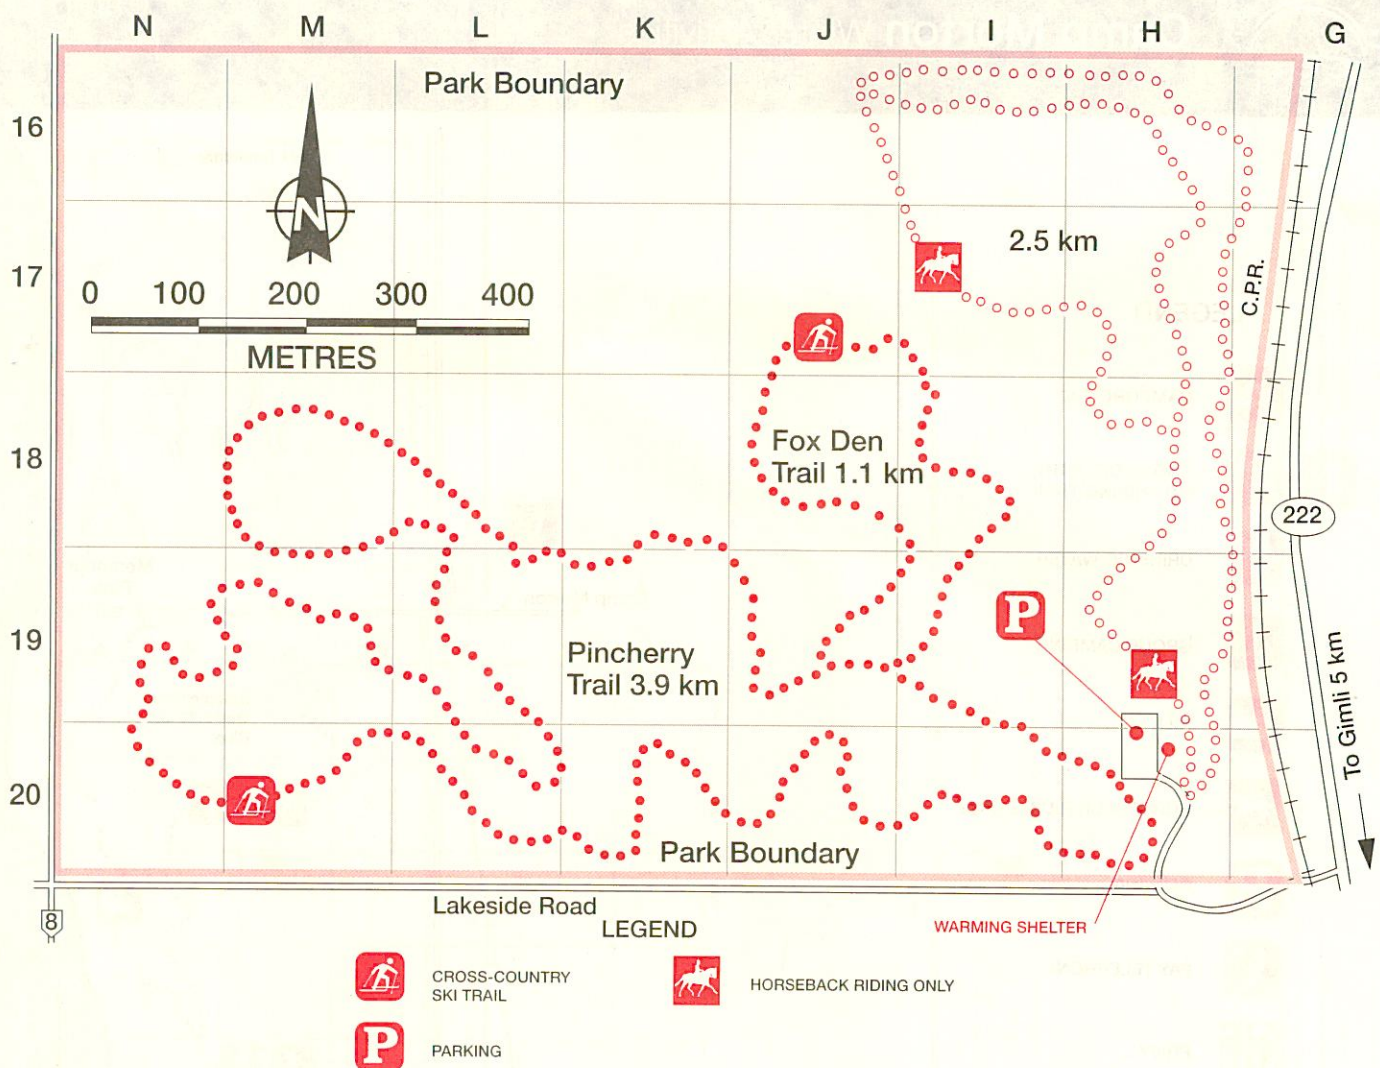 N M L K J I H G
Park Boundary
16
N
2.5 km
17
C.P.R.
0 100 200 300 400
METRES
Fox Den
Trail 1.1 km
18
222
P
19
Pincherry
Trail 3.9 km
To Gimli 5 km
20
Park Boundary
8
Lakeside Road
LEGEND
WARMING SHELTER
CROSS-COUNTRY
SKI TRAIL
HORSEBACK RIDING ONLY
P
PARKING